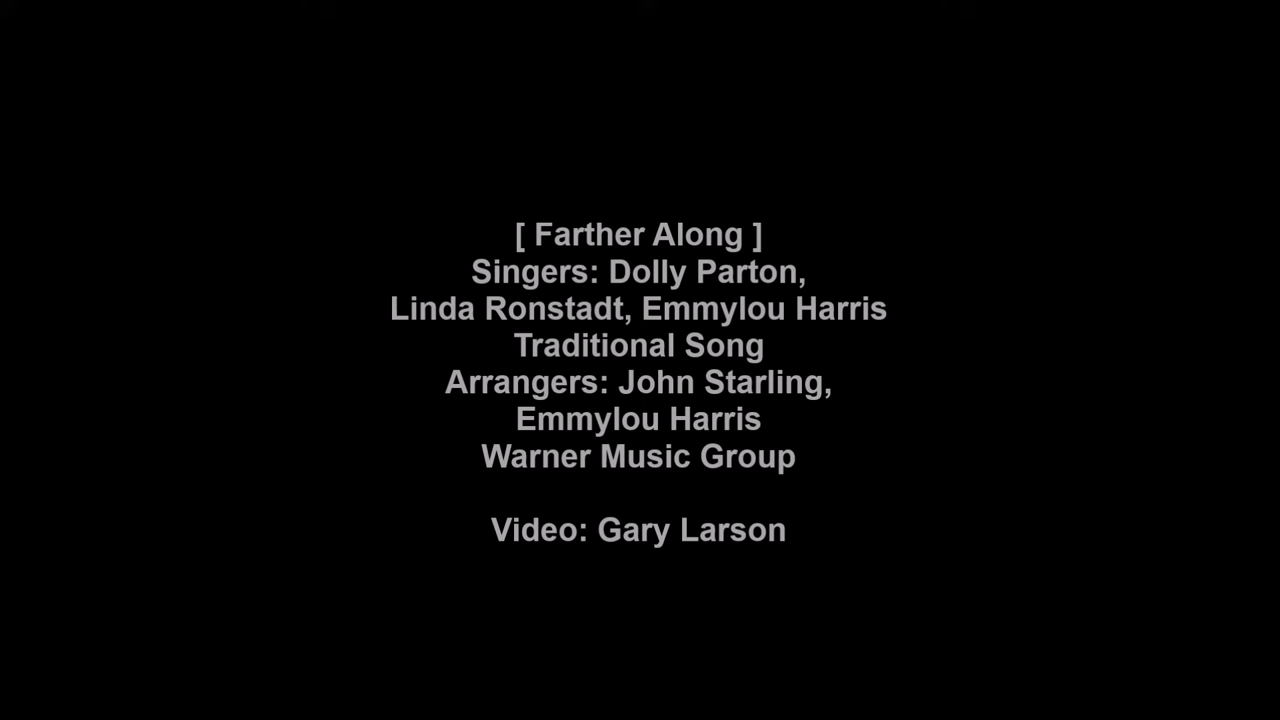 [ Farther Along ]
Singers: Dolly Parton,
Linda Ronstadt, Emmylou Harris
Traditional Song
Arrangers: John Starling,
Emmylou Harris
Warner Music Group
Video: Gary Larson